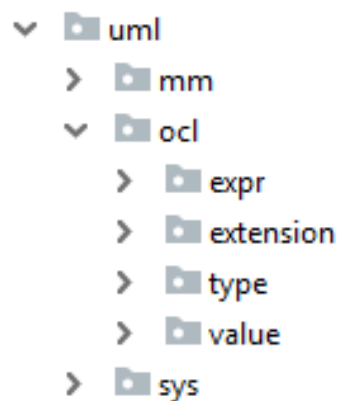 uml
mm
ocl
expr
extension
type
value
sys